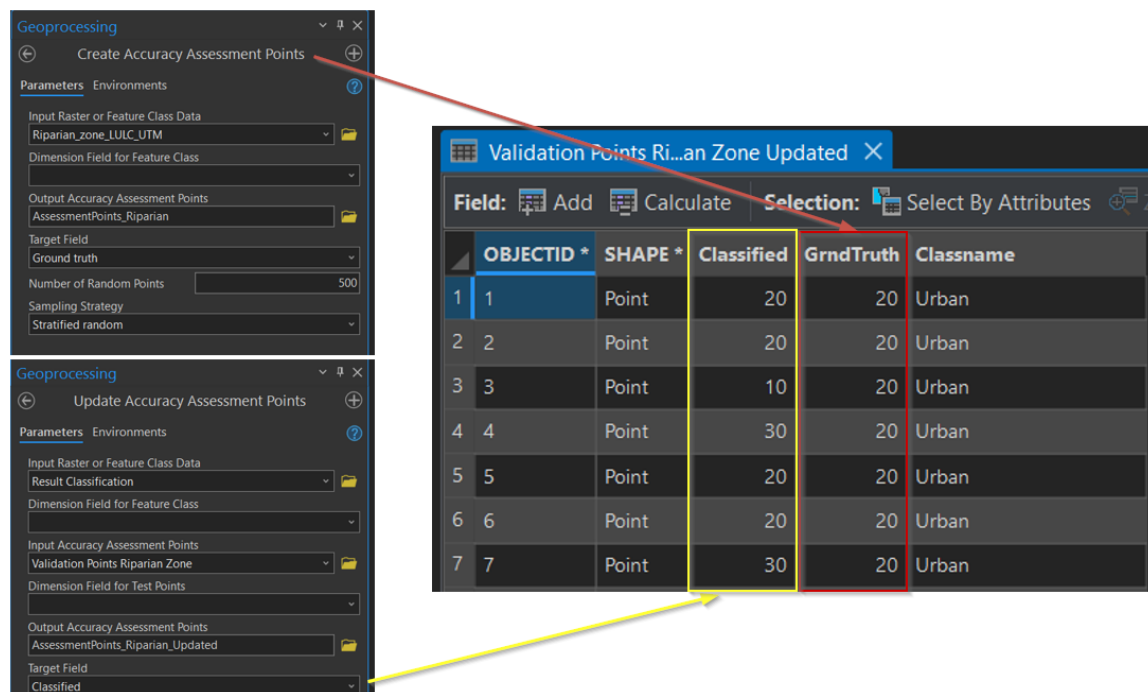 Geoprocessing
Create Accuracy Assessment Points
Parameters Environments
Input Raster or Feature Class Data
Riparian_zone_LULC_UTM
Dimension Field for Feature Class
Output Accuracy Assessment Points
AssessmentPoints_Riparian
Target Field
Ground truth
Number of Random Points 500
Sampling Strategy
Stratified random
Geoprocessing
Update Accuracy Assessment Points
Parameters Environments
Input Raster or Feature Class Data
Result Classification
Dimension Field for Feature Class
Input Accuracy Assessment Points
Validation Points Riparian Zone
Dimension Field for Test Points
Output Accuracy Assessment Points
AssessmentPoints_Riparian_Updated
Target Field
Classified
Validation Points Ri...an Zone Updated
Field: Add Calculate Selection: Select By Attributes
OBJECTID * SHAPE * Classified GrndTruth Classname
1 1 Point 20 20 Urban
2 2 Point 20 20 Urban
3 3 Point 10 20 Urban
4 4 Point 30 20 Urban
5 5 Point 20 20 Urban
6 6 Point 20 20 Urban
7 7 Point 30 20 Urban